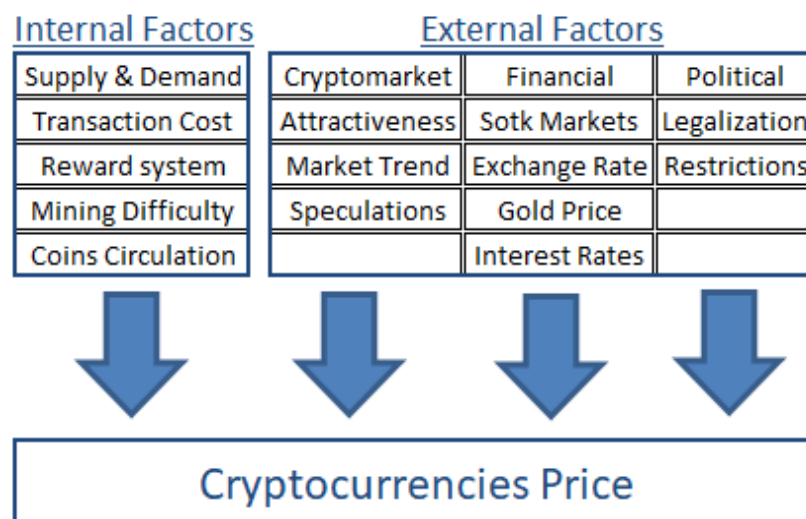 Internal Factors External Factors
Supply & Demand Cryptomarket Financial Political
Transaction Cost Attractiveness Sotk Markets Legalization
Reward system Market Trend Exchange Rate Restrictions
Mining Difficulty Speculations Gold Price
Coins Circulation Interest Rates
Cryptocurrencies Price